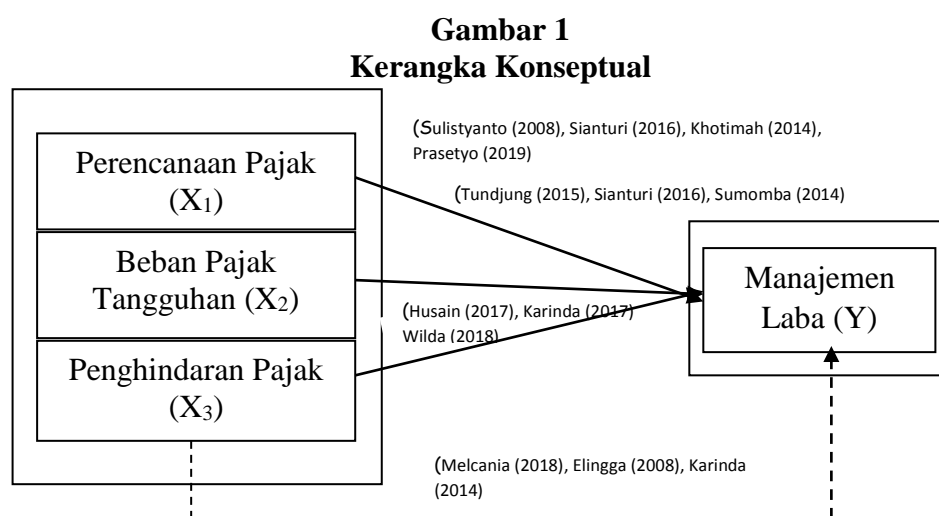 Gambar 1
Kerangka Konseptual
(Sulistyanto (2008), Sianturi (2016), Khotimah (2014),
Prasetyo (2019)
Perencanaan Pajak
(X1)
(Tundjung (2015), Sianturi (2016), Sumomba (2014)
Beban Pajak
Tangguhan (X2)
Manajemen
Laba (Y)
(Husain (2017), Karinda (2017)
Wilda (2018)
Penghindaran Pajak
(X3)
(Melcania (2018), Elingga (2008), Karinda
(2014)